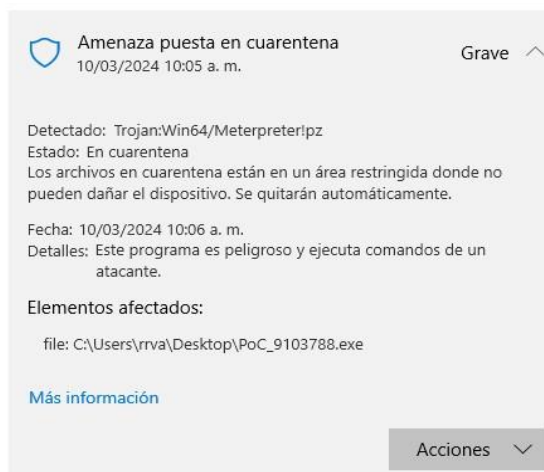 Amenaza puesta en cuarentena
Grave
10/03/2024 10:05 a. m.
Detectado: Trojan:Win64/Meterpreter!pz
Estado: En cuarentena
Los archivos en cuarentena están en un área restringida donde no
pueden dañar el dispositivo. Se quitarán automáticamente.
Fecha: 10/03/2024 10:06 a. m.
Detalles: Este programa es peligroso y ejecuta comandos de un
atacante.
Elementos afectados:
file: C:\Users\rrva\Desktop\PoC_9103788.exe
Más información
Acciones